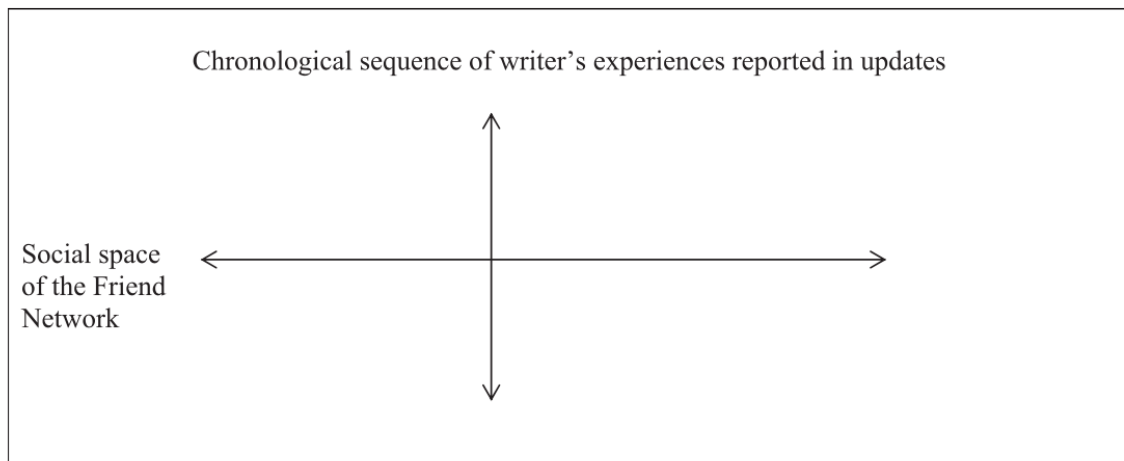 Chronological sequence of writer’s experiences reported in updates
Social space
of the Friend
Network